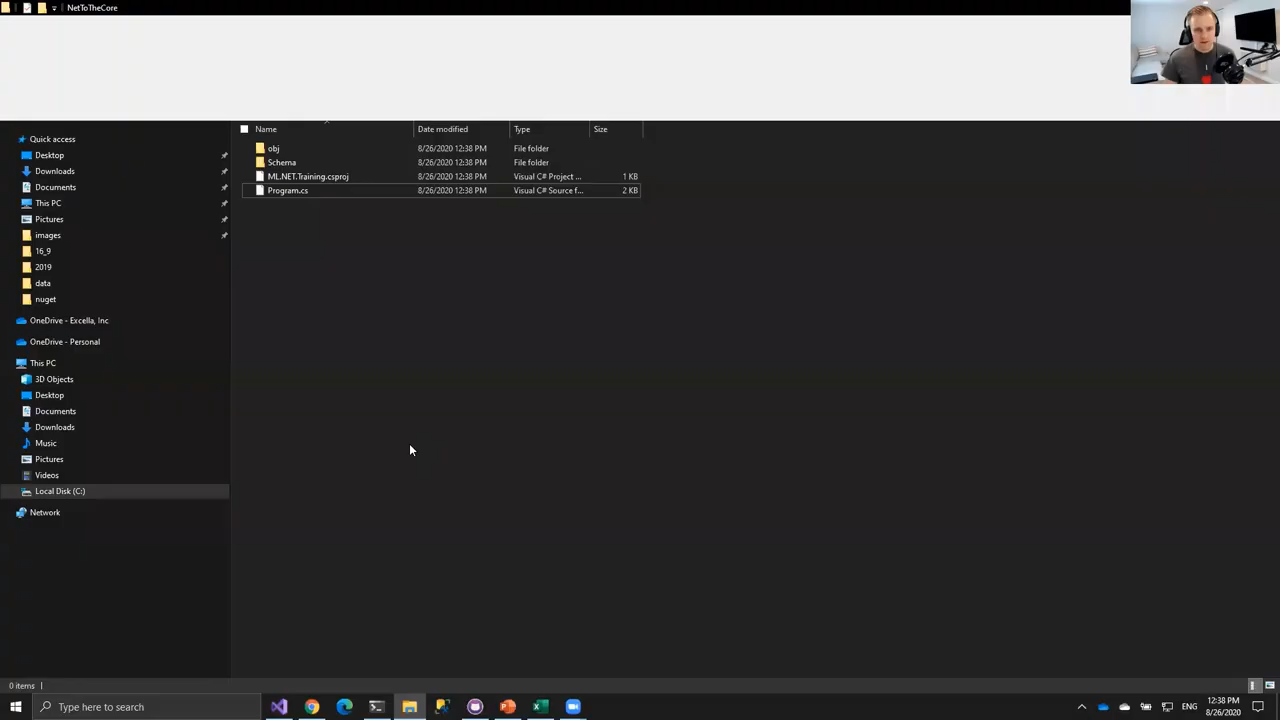 NetToTheCore
Name Date modified Type Size
obj 8/26/2020 12:38 PM File folder
Schema 8/26/2020 12:38 PM File folder
ML.NET.Training.csproj 8/26/2020 12:38 PM Visual C# Project ... 1 KB
Program.cs 8/26/2020 12:38 PM Visual C# Source f... 2 KB
Quick access
Desktop
Downloads
Documents
This PC
Pictures
images
16_9
2019
data
nuget
OneDrive - Excella, Inc
OneDrive - Personal
This PC
3D Objects
Desktop
Documents
Downloads
Music
Pictures
Videos
Local Disk (C:)
Network
0 items
Type here to search
ENG
12:38 PM
8/26/2020